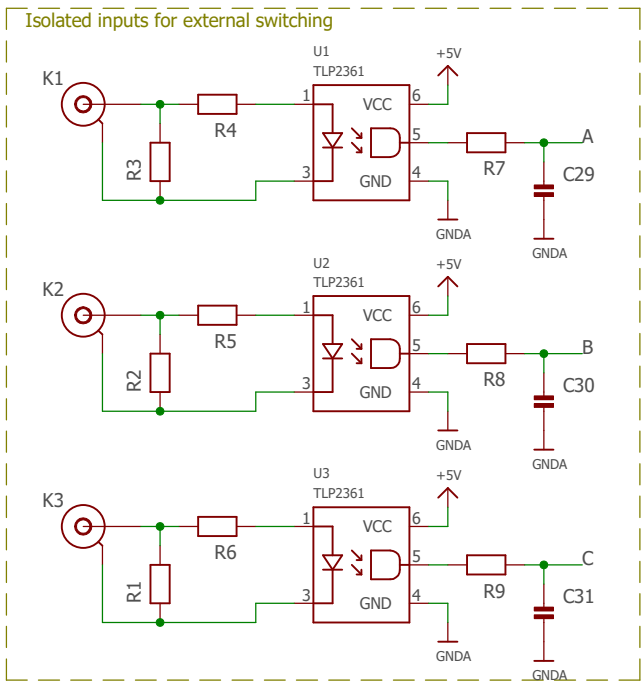 Isolated inputs for external switching
U1
TLP2361
+5V
K1
1
VCC
6
R4
5
A
R3
R7
C29
3
GND
4
GNDA
GNDA
U2
TLP2361
+5V
K2
1
VCC
6
R5
5
B
R2
R8
C30
3
GND
4
GNDA
GNDA
U3
TLP2361
+5V
K3
1
VCC
6
R6
5
C
R1
R9
C31
3
GND
4
GNDA
GNDA